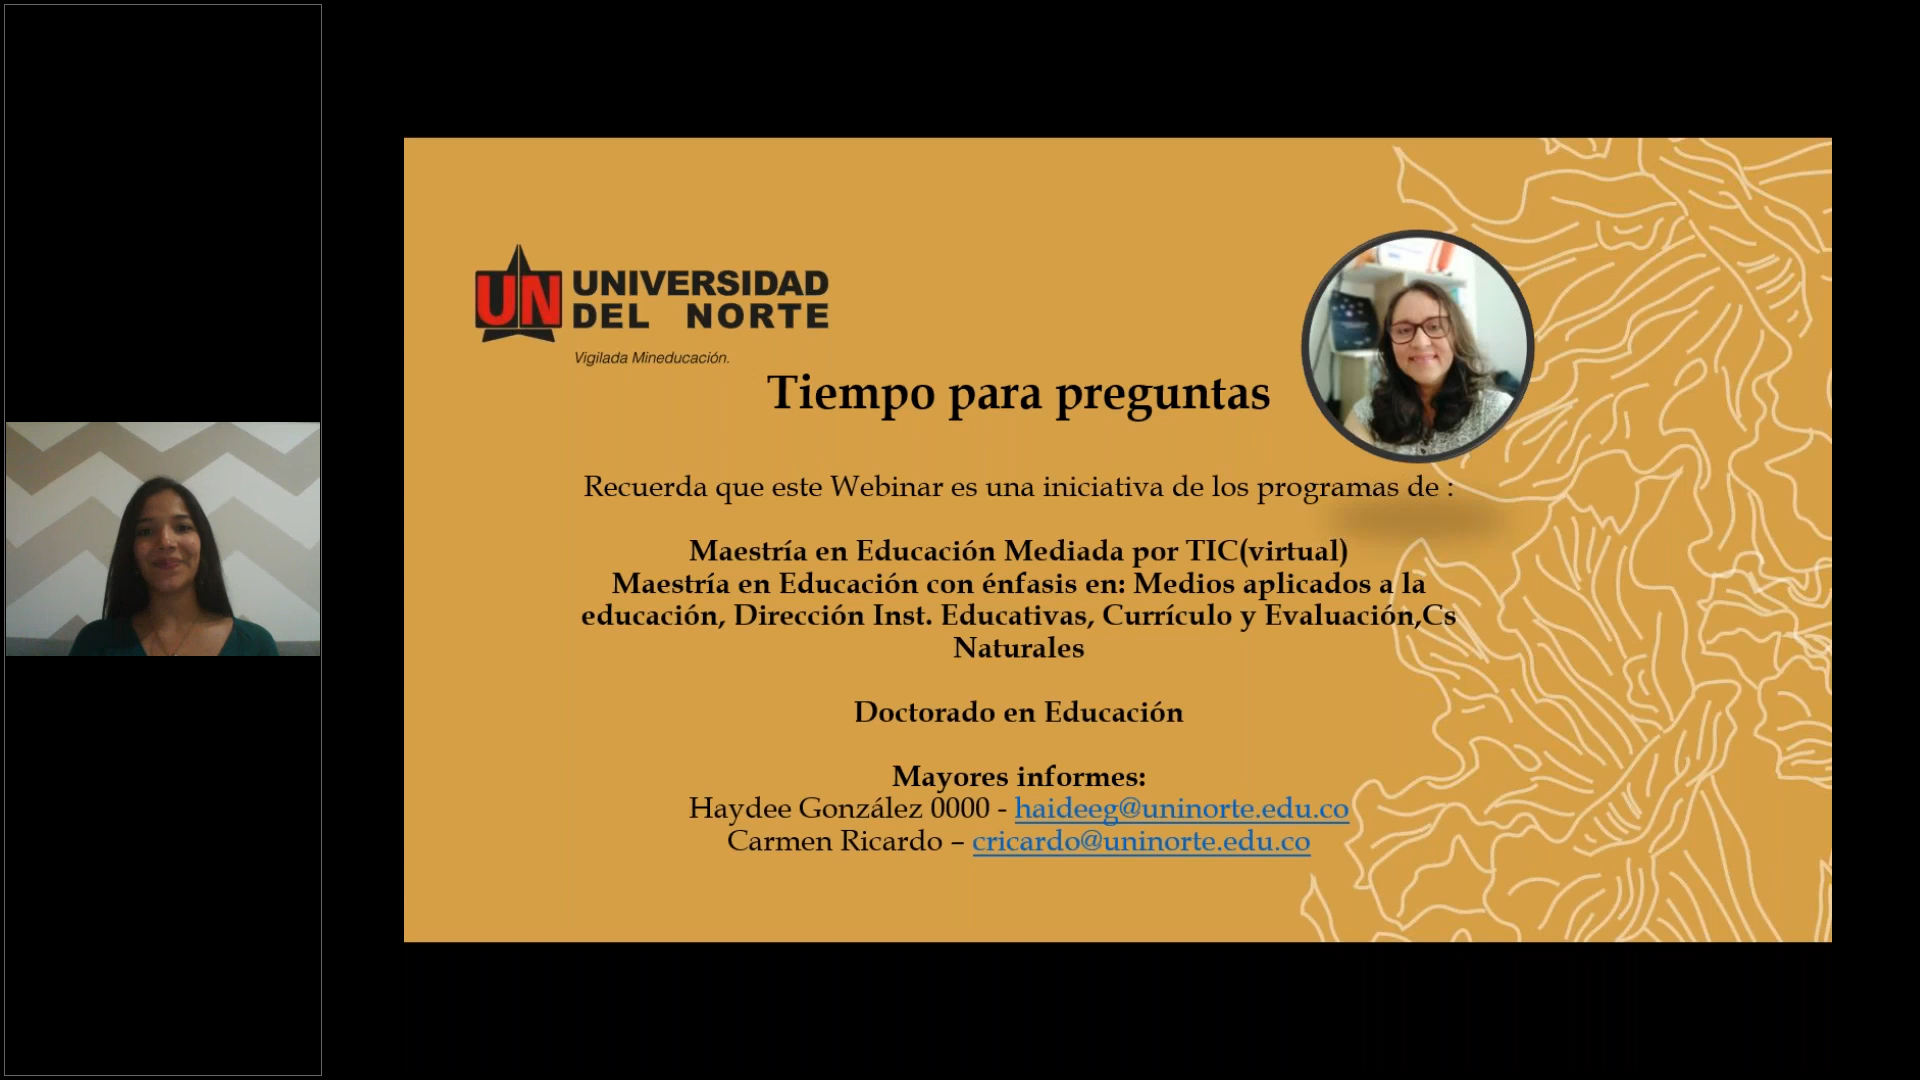 UN UNIVERSIDAD
DEL NORTE
Vigilada Mineducación.
Tiempo para preguntas
Recuerda que este Webinar es una iniciativa de los programas de :
Maestría en Educación Mediada por TIC(virtual)
Maestría en Educación con énfasis en: Medios aplicados a la
educación, Dirección Inst. Educativas, Currículo y Evaluación,Cs
Naturales
Doctorado en Educación
Mayores informes:
Haydee González 0000 - haideeg@uninorte.edu.co
Carmen Ricardo – cricardo@uninorte.edu.co